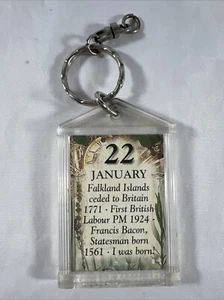 22
JANUARY
Falkland Islands
ceded to Britain
1771 · First British
Labour PM 1924 ·
Francis Bacon,
Statesman born
1561 · I was born!